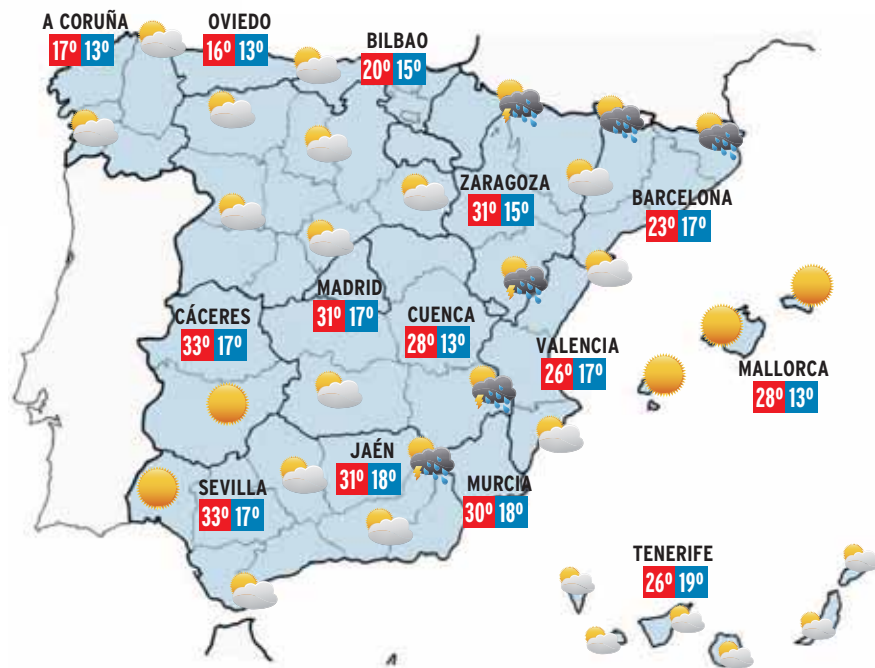 A CORUÑA
17º 13º
OVIEDO
16º 13º
BILBAO
20º 15º
ZARAGOZA
31º 15º
BARCELONA
23º 17º
MADRID
31º 17º
CÁCERES
33º 17º
CUENCA
28º 13º
VALENCIA
26º 17º
MALLORCA
28º 13º
JAÉN
31º 18º
SEVILLA
33º 17º
MURCIA
30º 18º
TENERIFE
26º 19º